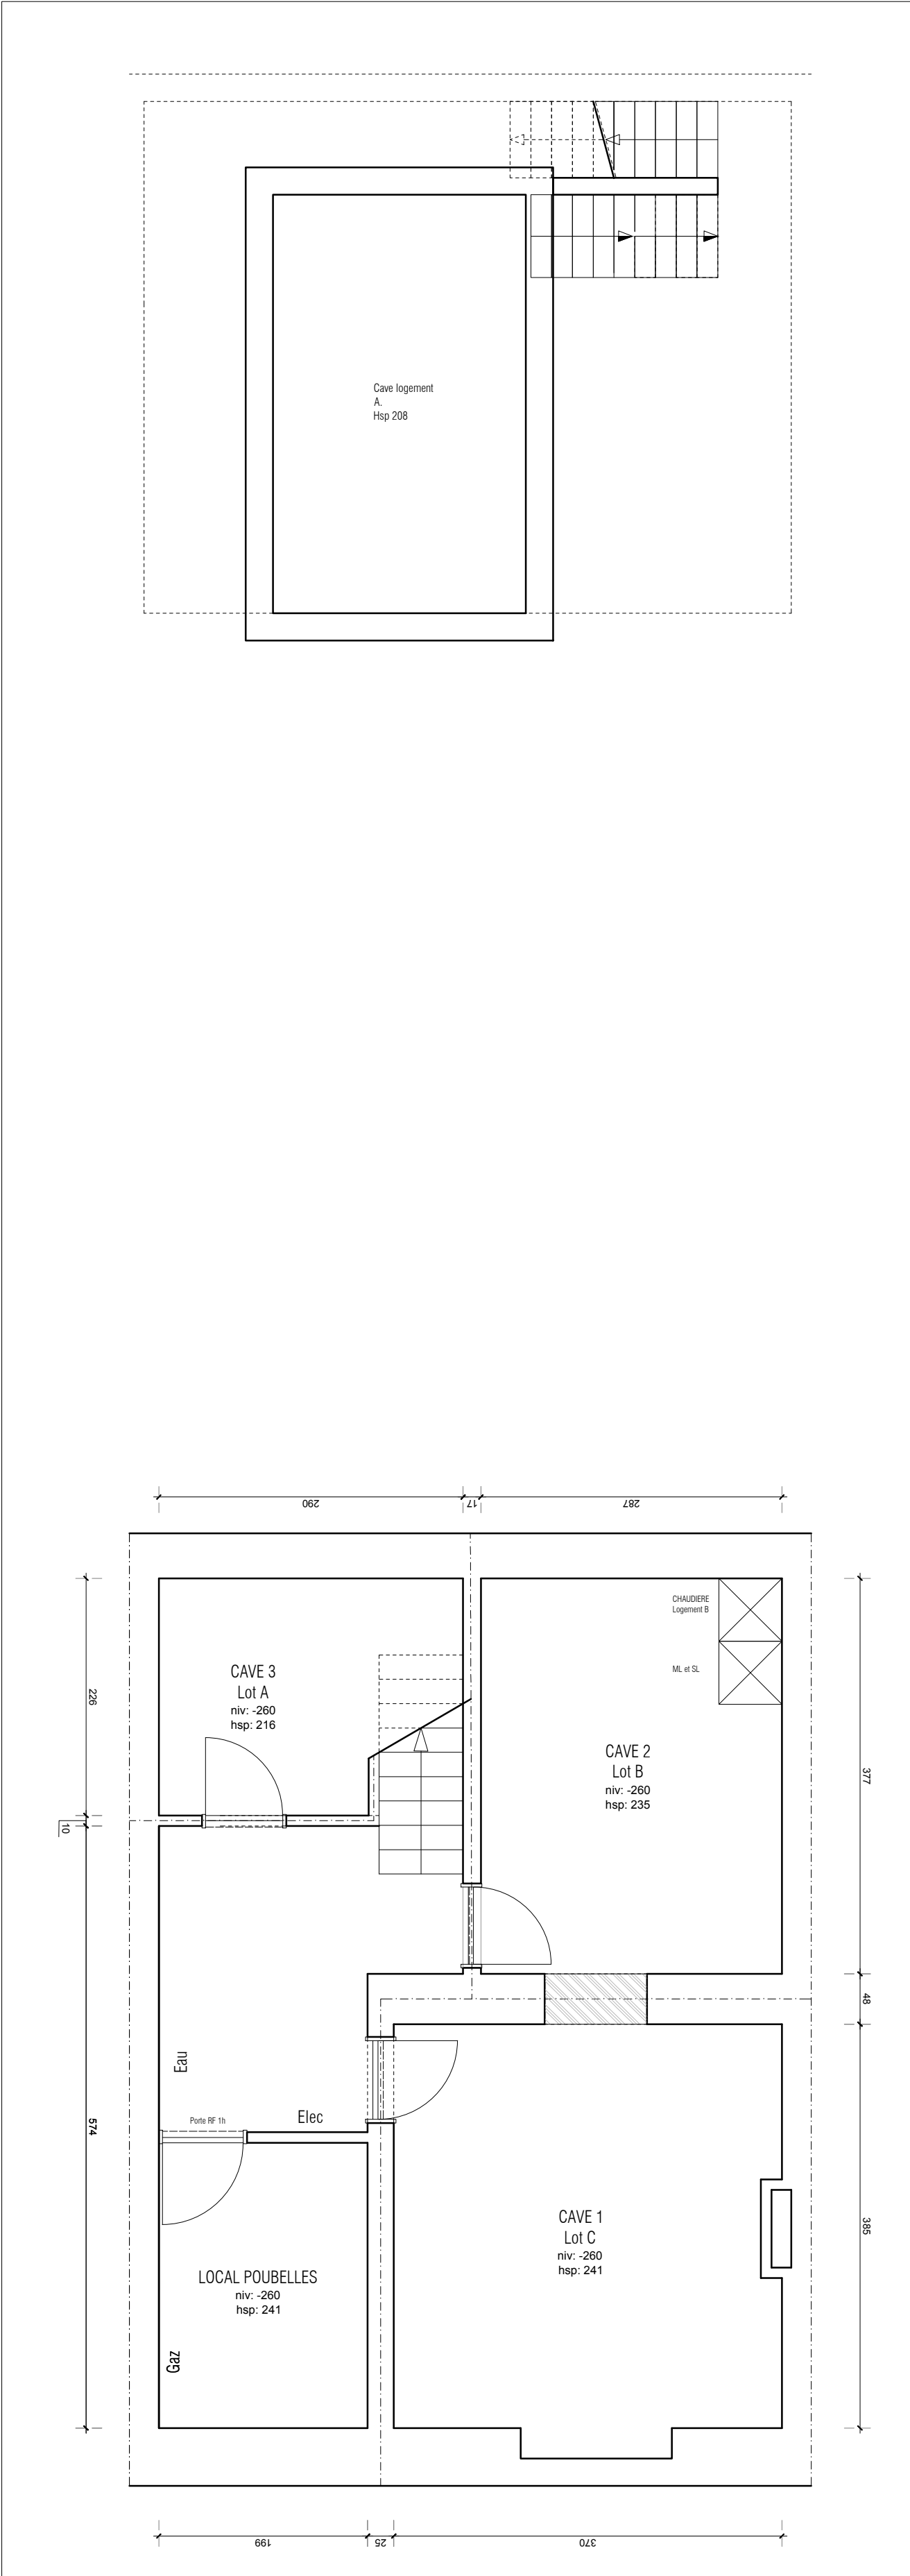 Cave logement
A.
Hsp 208
290
17
287
CHAUDIERE
Logement B
ML et SL
CAVE 3
Lot A
niv: -260
hsp: 216
226
CAVE 2
Lot B
niv: -260
hsp: 235
377
10
48
Eau
Porte RF 1h
Elec
574
CAVE 1
Lot C
niv: -260
hsp: 241
385
LOCAL POUBELLES
niv: -260
hsp: 241
Gaz
199
25
370